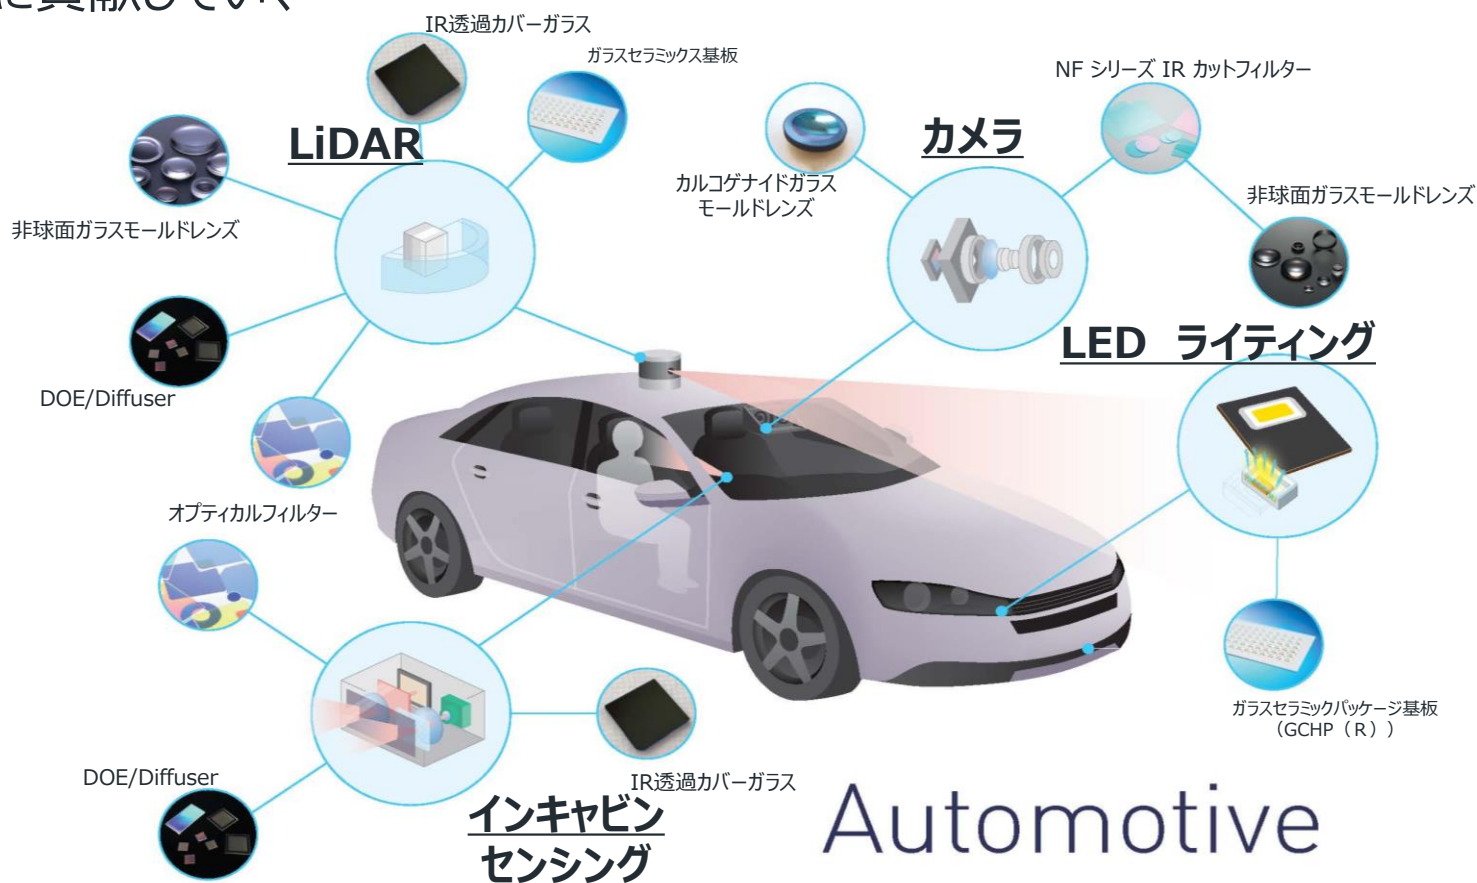 に貢献していく
IR透過カバーガラス
ガラスセラミックス基板
LiDAR
非球面ガラスモールドレンズ
DOE/Diffuser
オプティカルフィルター
カメラ
カルコゲナイドガラス
モールドレンズ
NF シリーズ IR カットフィルター
非球面ガラスモールドレンズ
LED ライティング
ガラスセラミックパッケージ基板
（GCHP（R））
DOE/Diffuser
IR透過カバーガラス
インキャビン
センシング
Automotive